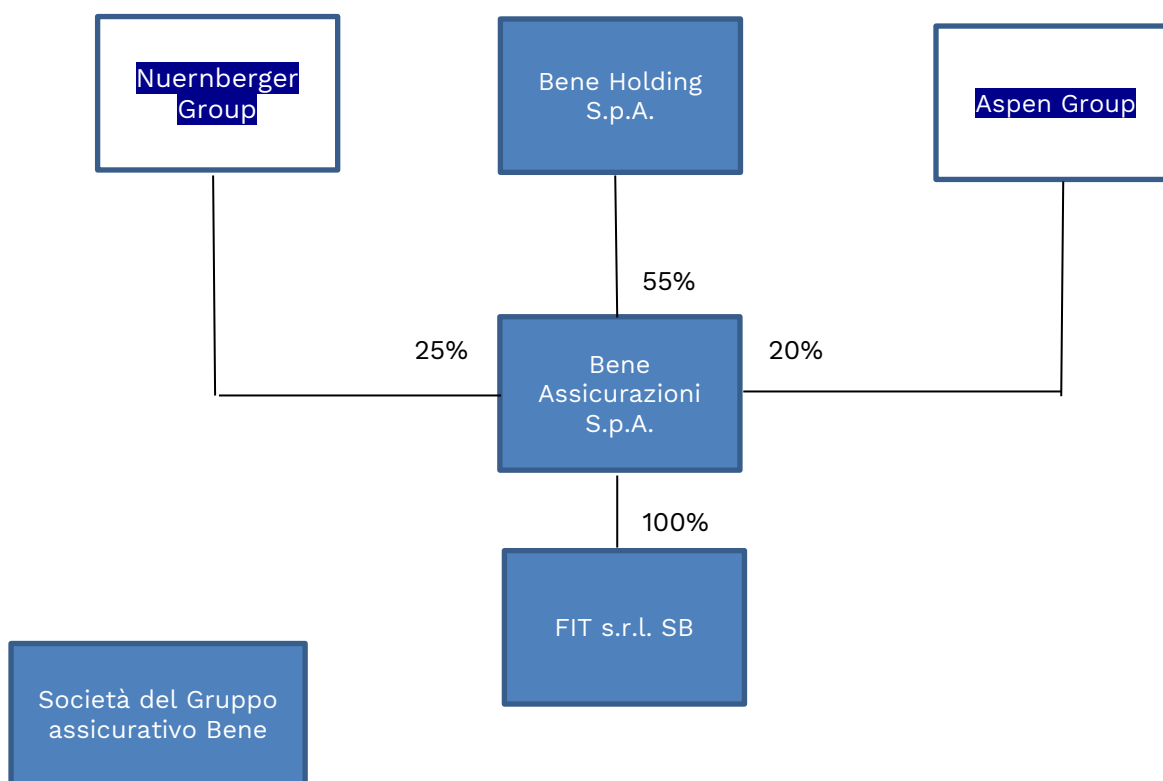 Nuernberger
Group
Bene Holding
S.p.A.
Aspen Group
55%
25%
Bene
Assicurazioni
S.p.A.
20%
100%
FIT s.r.l. SB
Società del Gruppo
assicurativo Bene